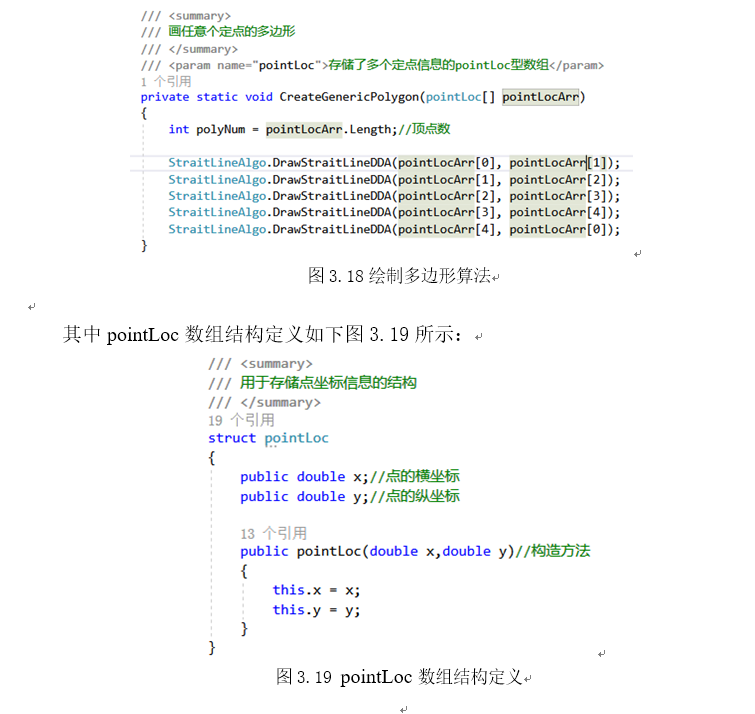 /// <summary>
/// 画任意个定点的多边形
/// </summary>
/// <param name="pointLoc">存储了多个定点信息的pointLoc型数组</param>
1 个引用
private static void CreateGenericPolygon(pointLoc[] pointLocArr)
{
int polyNum = pointLocArr.Length;//顶点数
StraitLineAlgo.DrawStraitLineDDA(pointLocArr[0], pointLocArr[1]);
StraitLineAlgo.DrawStraitLineDDA(pointLocArr[1], pointLocArr[2]);
StraitLineAlgo.DrawStraitLineDDA(pointLocArr[2], pointLocArr[3]);
StraitLineAlgo.DrawStraitLineDDA(pointLocArr[3], pointLocArr[4]);
StraitLineAlgo.DrawStraitLineDDA(pointLocArr[4], pointLocArr[0]);
}
图 3.18 绘制多边形算法
其中 pointLoc 数组结构定义如下图 3.19 所示：
/// <summary>
/// 用于存储点坐标信息的结构
/// </summary>
19 个引用
struct pointLoc
{
public double x;//点的横坐标
public double y;//点的纵坐标
13 个引用
public pointLoc(double x,double y)//构造方法
{
this.x = x;
this.y = y;
}
}
图 3.19 pointLoc 数组结构定义